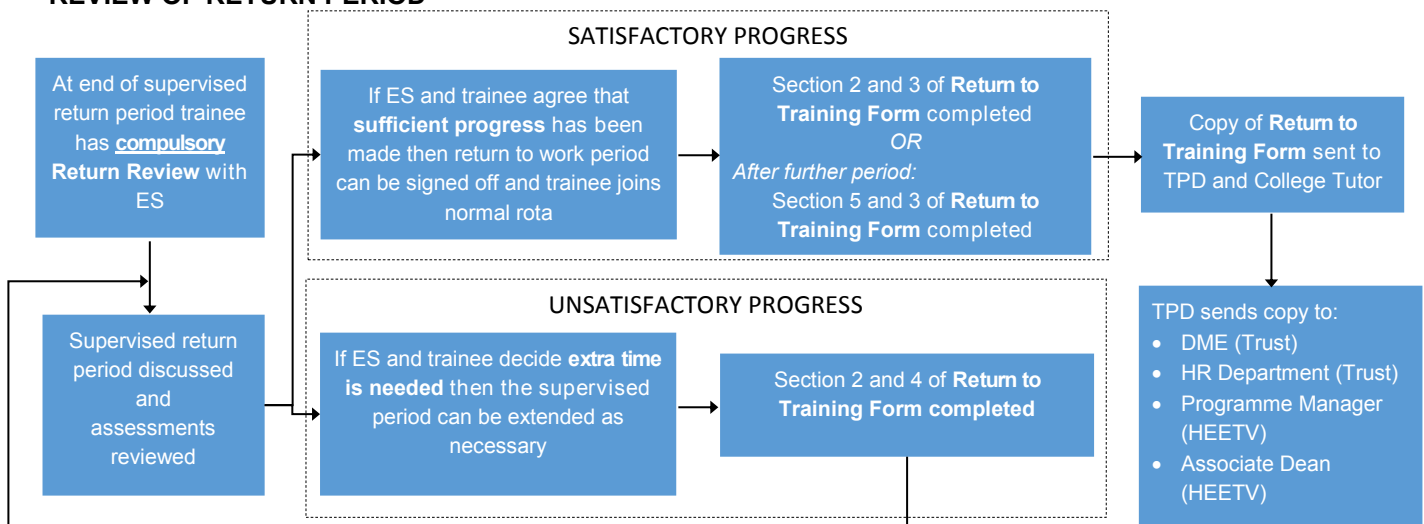 REVIEW OF RETURN PERIOD
At end of supervised
return period trainee
has compulsory
Return Review with
ES
Supervised return
period discussed
and
assessments
reviewed
SATISFACTORY PROGRESS
If ES and trainee agree that
sufficient progress has been
made then return to work period
can be signed off and trainee joins
normal rota
Section 2 and 3 of Return to
Training Form completed
OR
After further period:
Section 5 and 3 of Return to
Training Form completed
UNSATISFACTORY PROGRESS
If ES and trainee decide extra time
is needed then the supervised
period can be extended as
necessary
Section 2 and 4 of Return to
Training Form completed
Copy of Return to
Training Form sent to
TPD and College Tutor
TPD sends copy to:
• DME (Trust)
• HR Department (Trust)
• Programme Manager
(HEETV)
• Associate Dean
(HEETV)